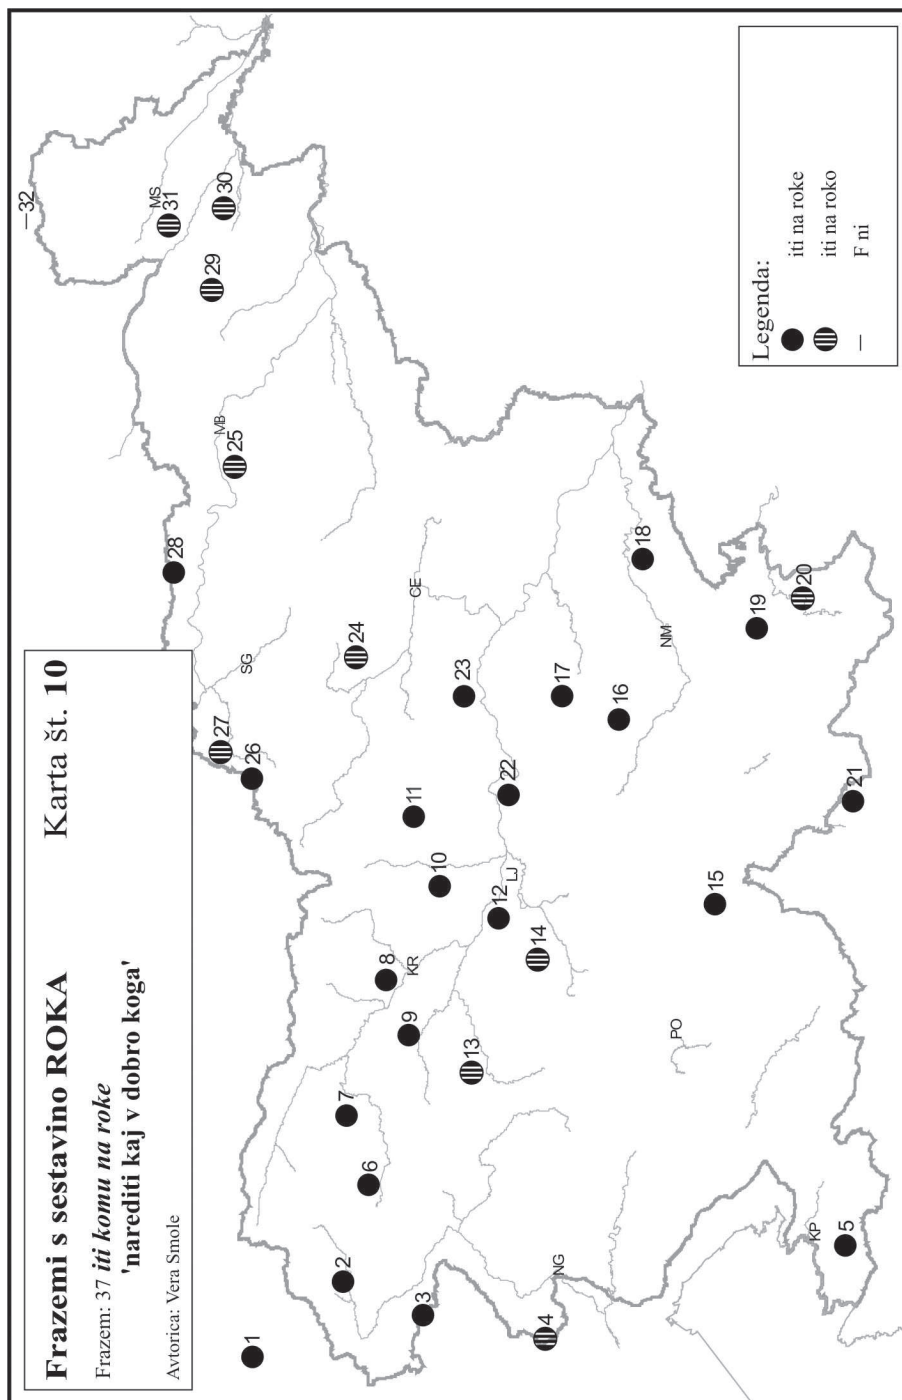 Frazemi s sestavino ROKA Karta št. 10
Frazem: 37 iti komu na roke
'narediti kaj v dobro koga'
Avtorica: Vera Smole
–32
MS
31
30
29
MB
25
28
SG
27
26
24
CE
23
11
10
22
LJ
12
14
8
KR
9
13
7
6
2
1
3
NG
4
17
16
18
NM
19
20
21
15
PO
KP
5
Legenda:
iti na roke
iti na roko
– F ni